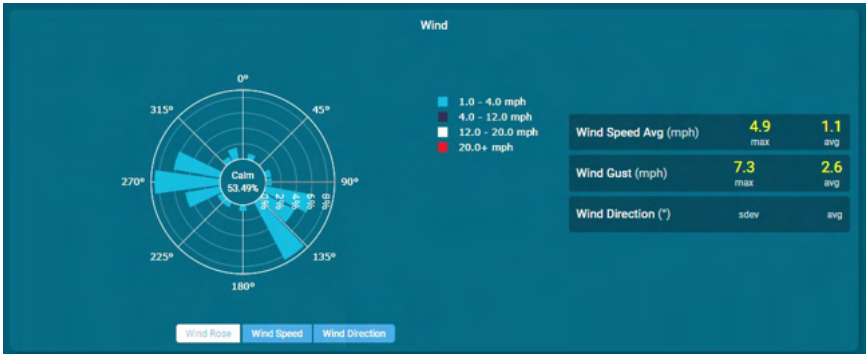 Wind
0°
315°
45°
270°
Calm
53.49%
90°
0%
2%
4%
6%
8%
225°
135°
180°
1.0 - 4.0 mph
4.0 - 12.0 mph
12.0 - 20.0 mph
20.0+ mph
Wind Speed Avg (mph)
4.9
max
1.1
avg
Wind Gust (mph)
7.3
max
2.6
avg
Wind Direction (°)
sdev
avg
Wind Rose
Wind Speed
Wind Direction